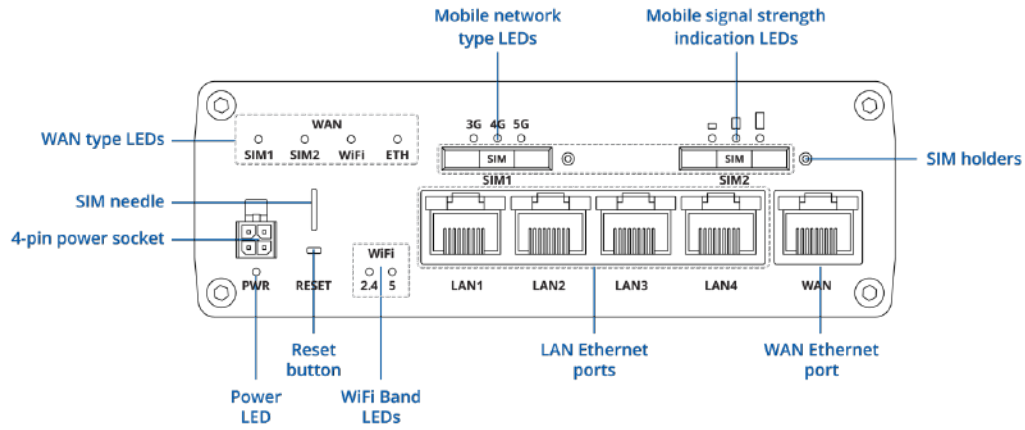 Mobile network
type LEDs
Mobile signal strength
indication LEDs
WAN type LEDs
WAN
SIM1 SIM2 WiFi ETH
3G 4G 5G
SIM
SIM1
SIM
SIM2
SIM holders
SIM needle
4-pin power socket
PWR
RESET
WiFi
2.4 5
LAN1 LAN2 LAN3 LAN4 WAN
Reset
button
LAN Ethernet
ports
WAN Ethernet
port
Power
LED
WiFi Band
LEDs